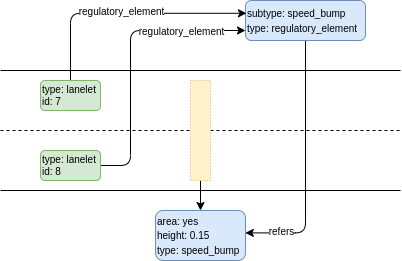 regulatory_element
subtype: speed_bump
type: regulatory_element
regulatory_element
type: lanelet
id: 7
type: lanelet
id: 8
area: yes
height: 0.15
type: speed_bump
refers